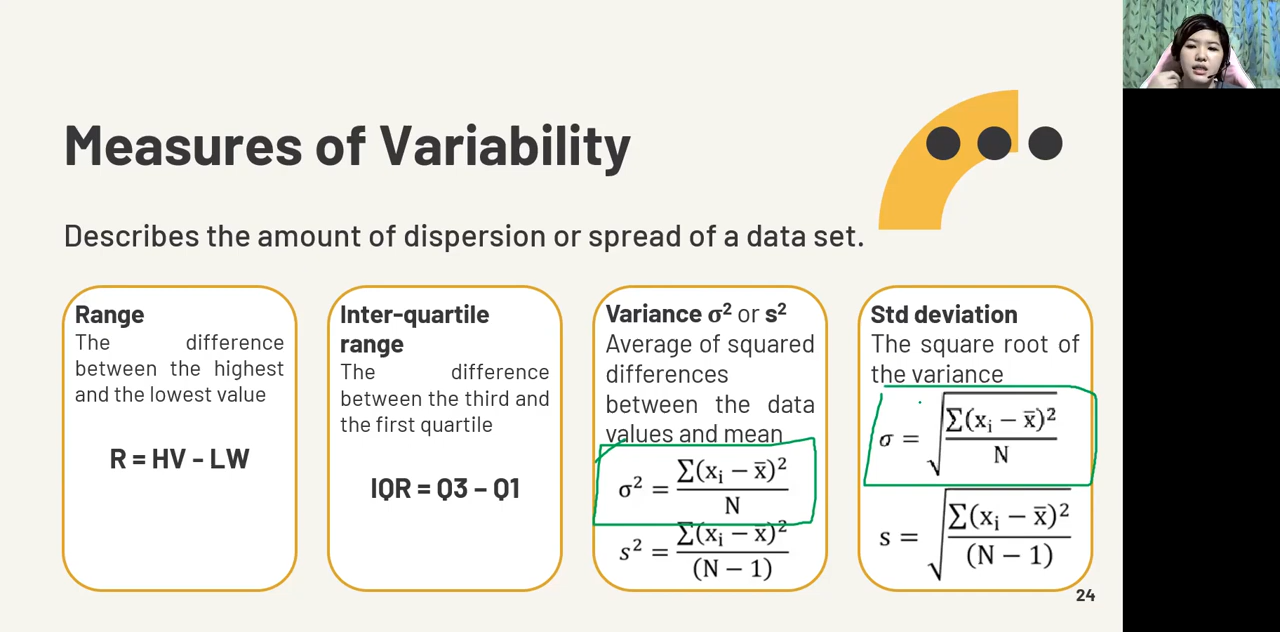 Measures of Variability
Describes the amount of dispersion or spread of a data set.
Range
The difference
between the highest
and the lowest value
R = HV - LW
Inter-quartile
range
The difference
between the third and
the first quartile
IQR = Q3 – Q1
Variance σ² or s²
Average of squared
differences
between the data
values and mean
σ² = ∑(xᵢ − x̄)² / N
s² = ∑(xᵢ − x̄)² / (N − 1)
Std deviation
The square root of
the variance
σ = √(∑(xᵢ − x̄)² / N)
s = √(∑(xᵢ − x̄)² / (N − 1))
24